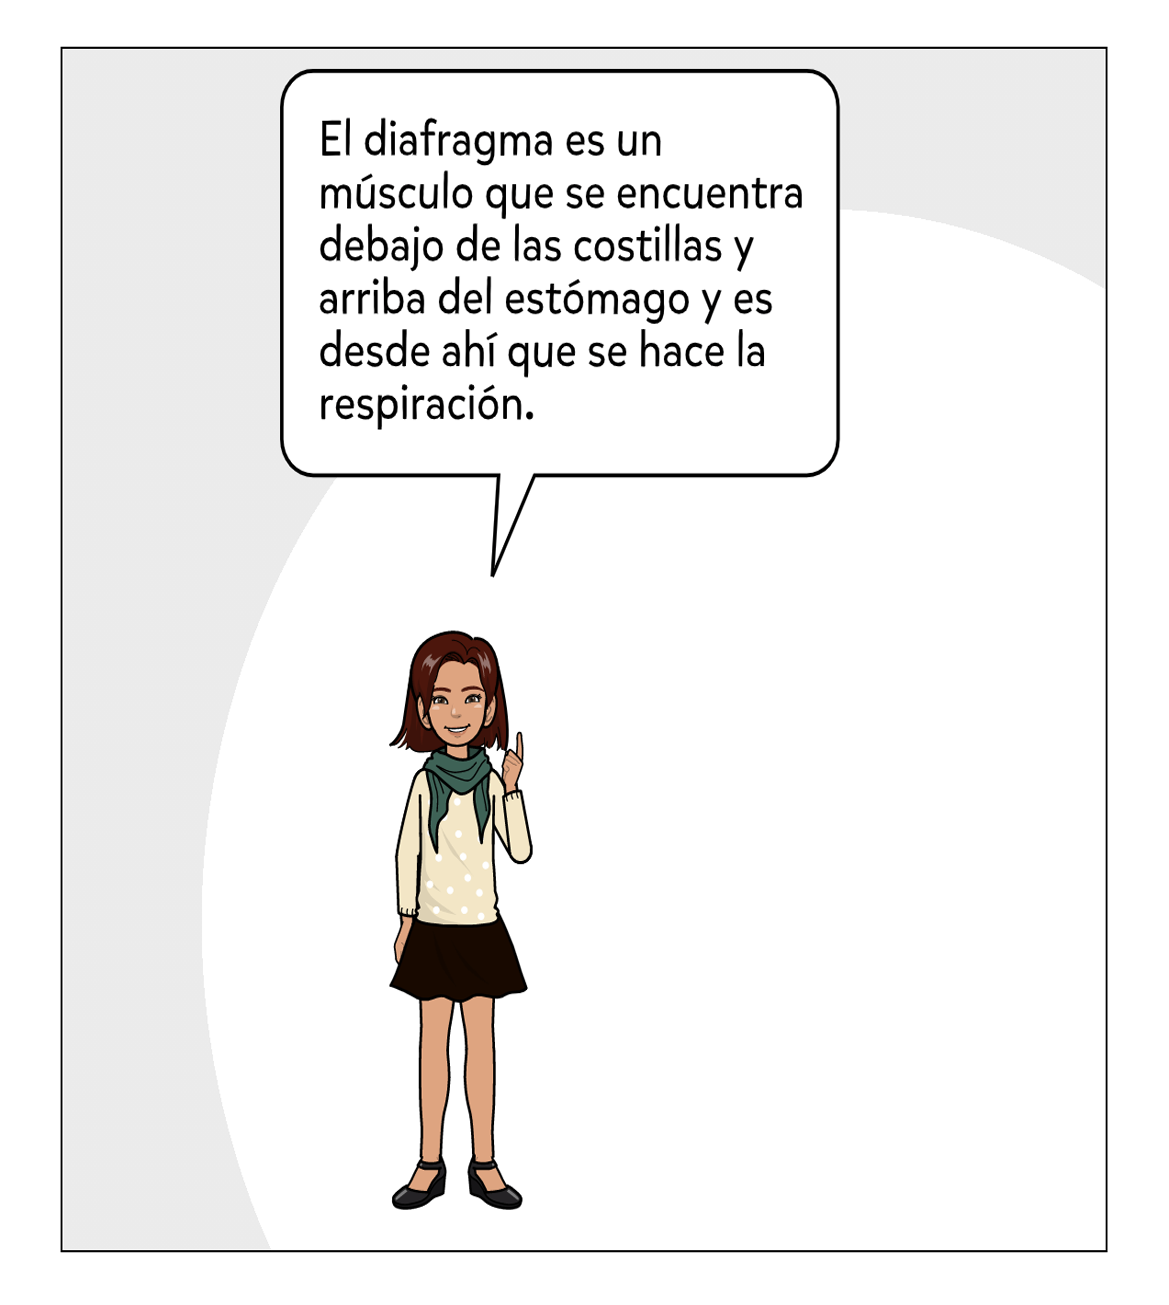 El diafragma es un
músculo que se encuentra
debajo de las costillas y
arriba del estómago y es
desde ahí que se hace la
respiración.